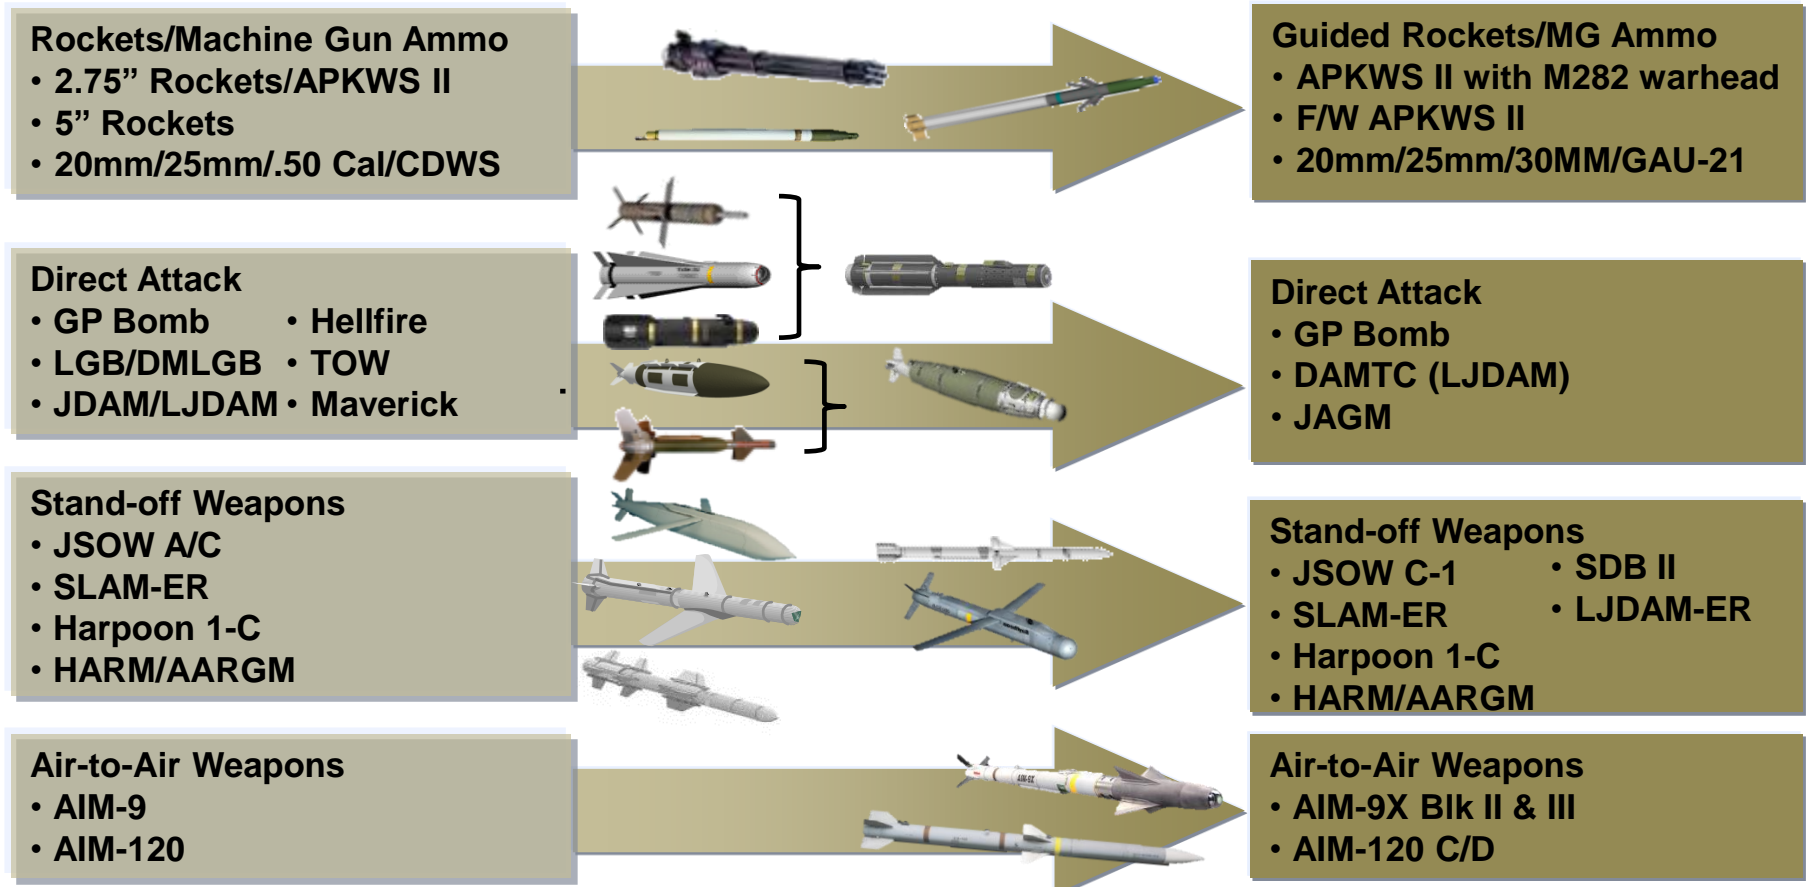 Rockets/Machine Gun Ammo
• 2.75” Rockets/APKWS II
• 5” Rockets
• 20mm/25mm/.50 Cal/CDWS
Guided Rockets/MG Ammo
• APKWS II with M282 warhead
• F/W APKWS II
• 20mm/25mm/30MM/GAU-21
Direct Attack
• GP Bomb • Hellfire
• LGB/DMLGB • TOW
• JDAM/LJDAM • Maverick
.
Direct Attack
• GP Bomb
• DAMTC (LJDAM)
• JAGM
Stand-off Weapons
• JSOW A/C
• SLAM-ER
• Harpoon 1-C
• HARM/AARGM
Stand-off Weapons
• JSOW C-1 • SDB II
• SLAM-ER • LJDAM-ER
• Harpoon 1-C
• HARM/AARGM
Air-to-Air Weapons
• AIM-9
• AIM-120
Air-to-Air Weapons
• AIM-9X Blk II & III
• AIM-120 C/D